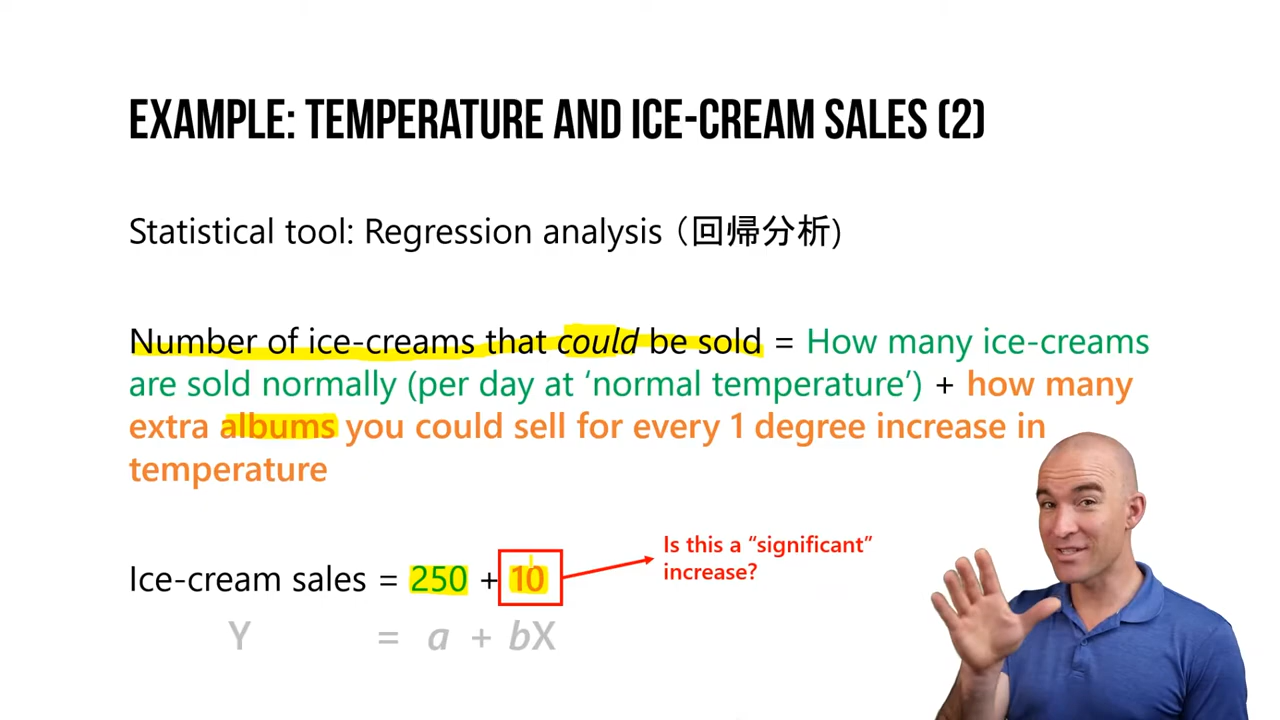 EXAMPLE: TEMPERATURE AND ICE-CREAM SALES (2)
Statistical tool: Regression analysis (回帰分析)
Number of ice-creams that could be sold = How many ice-creams
are sold normally (per day at ‘normal temperature’) + how many
extra albums you could sell for every 1 degree increase in
temperature
Is this a “significant”
increase?
Ice-cream sales = 250 + 10
Y = a + bX